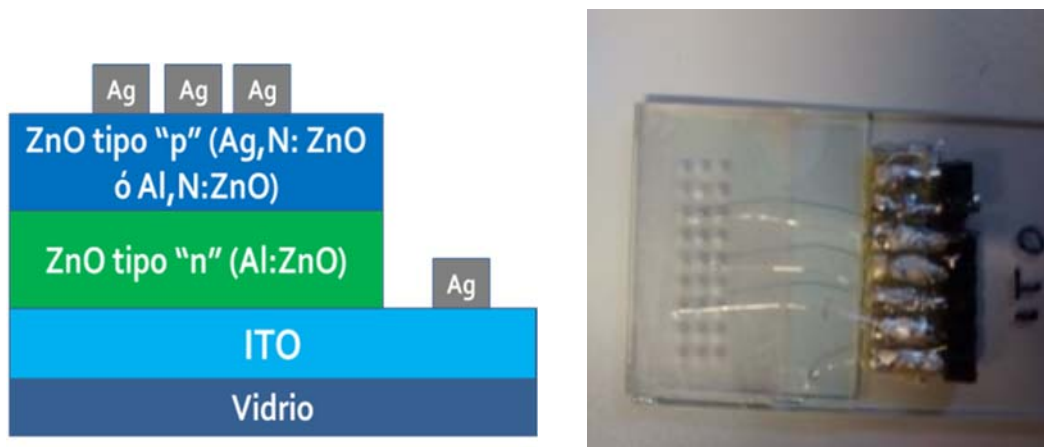 Ag Ag Ag
ZnO tipo “p” (Ag,N: ZnO
ó Al,N:ZnO)
ZnO tipo “n” (Al:ZnO)
Ag
ITO
Vidrio
ITO